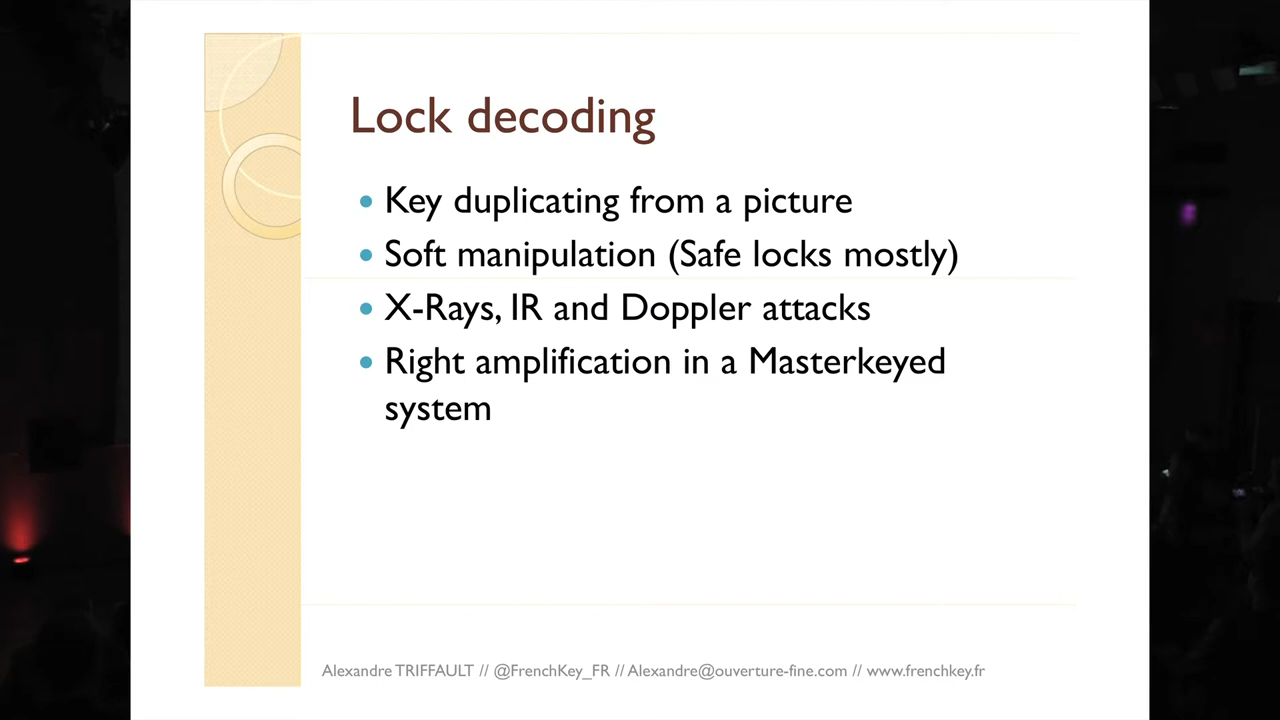 Lock decoding
Key duplicating from a picture
Soft manipulation (Safe locks mostly)
X-Rays, IR and Doppler attacks
Right amplification in a Masterkeyed
system
Alexandre TRIFFAULT // @FrenchKey_FR // Alexandre@ouverture-fine.com // www.frenchkey.fr